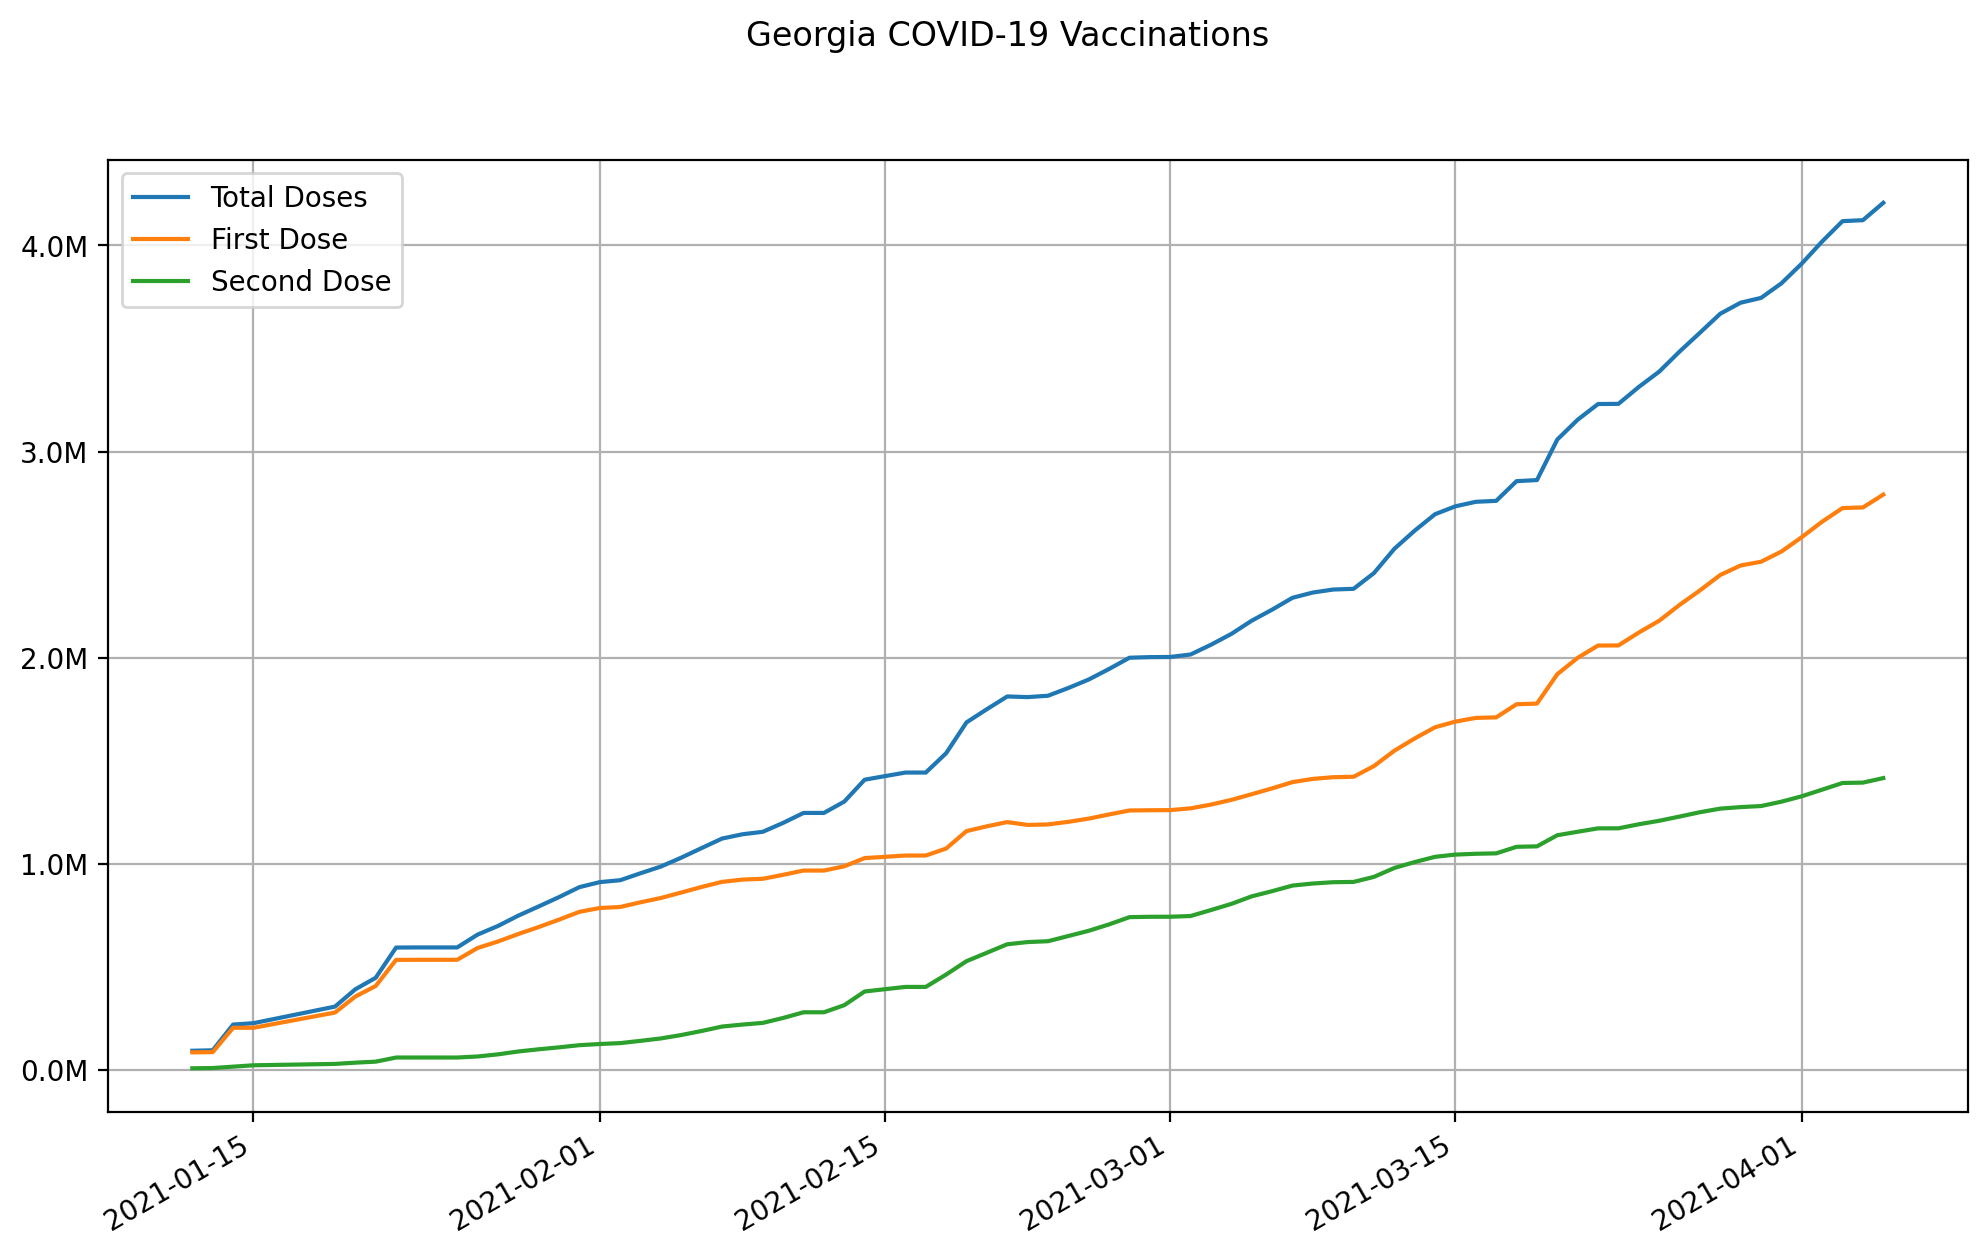 Georgia COVID-19 Vaccinations
Total Doses
First Dose
Second Dose
4.0M
3.0M
2.0M
1.0M
0.0M
2021-01-15
2021-02-01
2021-02-15
2021-03-01
2021-03-15
2021-04-01